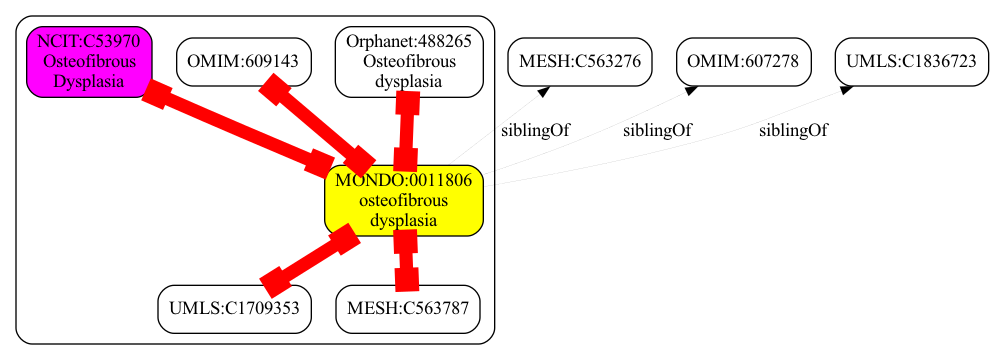 NCIT:C53970
Osteofibrous
Dysplasia
OMIM:609143
Orphanet:488265
Osteofibrous
dysplasia
MESH:C563276
OMIM:607278
UMLS:C1836723
siblingOf
siblingOf
siblingOf
MONDO:0011806
osteofibrous
dysplasia
UMLS:C1709353
MESH:C563787